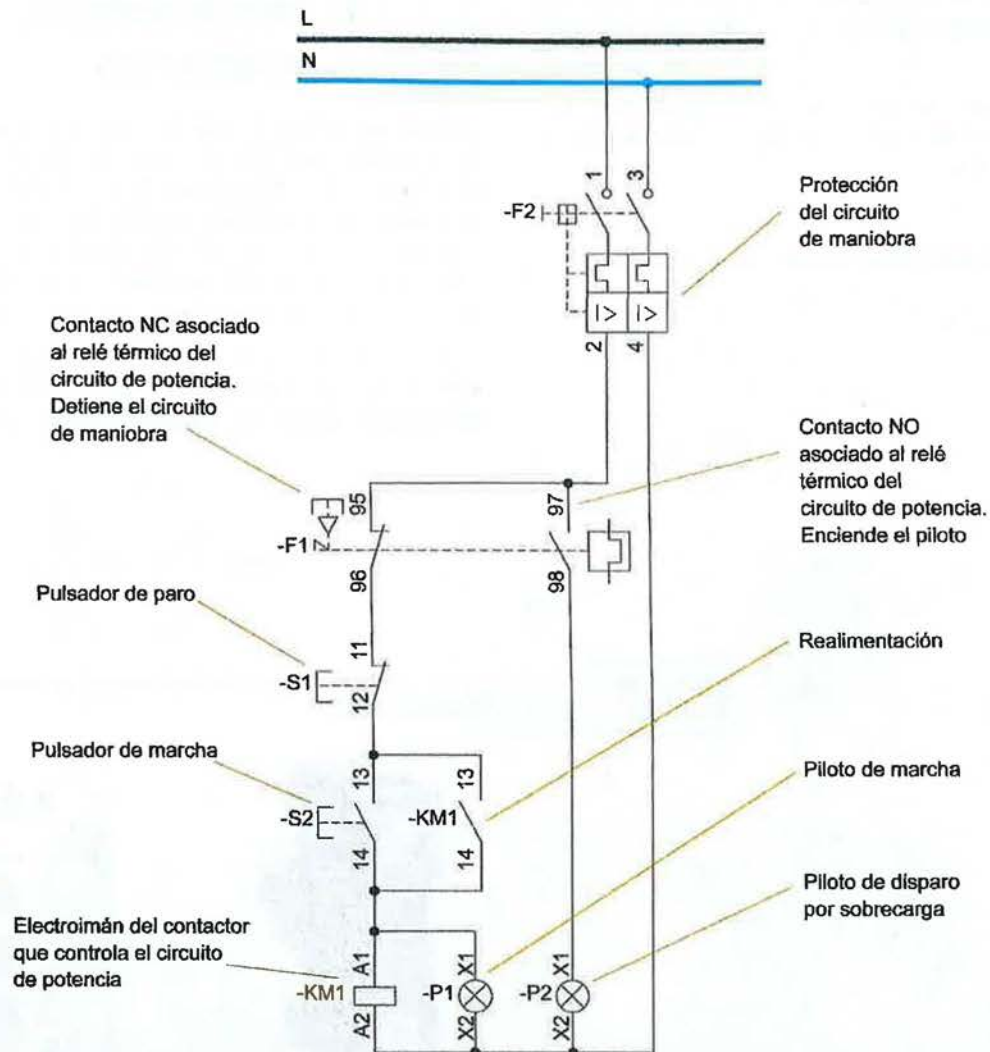 L
N
1
3
-F2
Protección
del circuito
de maniobra
2
4
Contacto NC asociado
al relé térmico del
circuito de potencia.
Detiene el circuito
de maniobra
Contacto NO
asociado al relé
térmico del
circuito de potencia.
Enciende el piloto
95
97
-F1
96
98
Pulsador de paro
11
-S1
12
Realimentación
Pulsador de marcha
13
13
-S2
-KM1
14
14
Piloto de marcha
Piloto de disparo
por sobrecarga
Electroimán del contactor
que controla el circuito
de potencia
A1
X1
X1
-KM1
-P1
-P2
A2
X2
X2